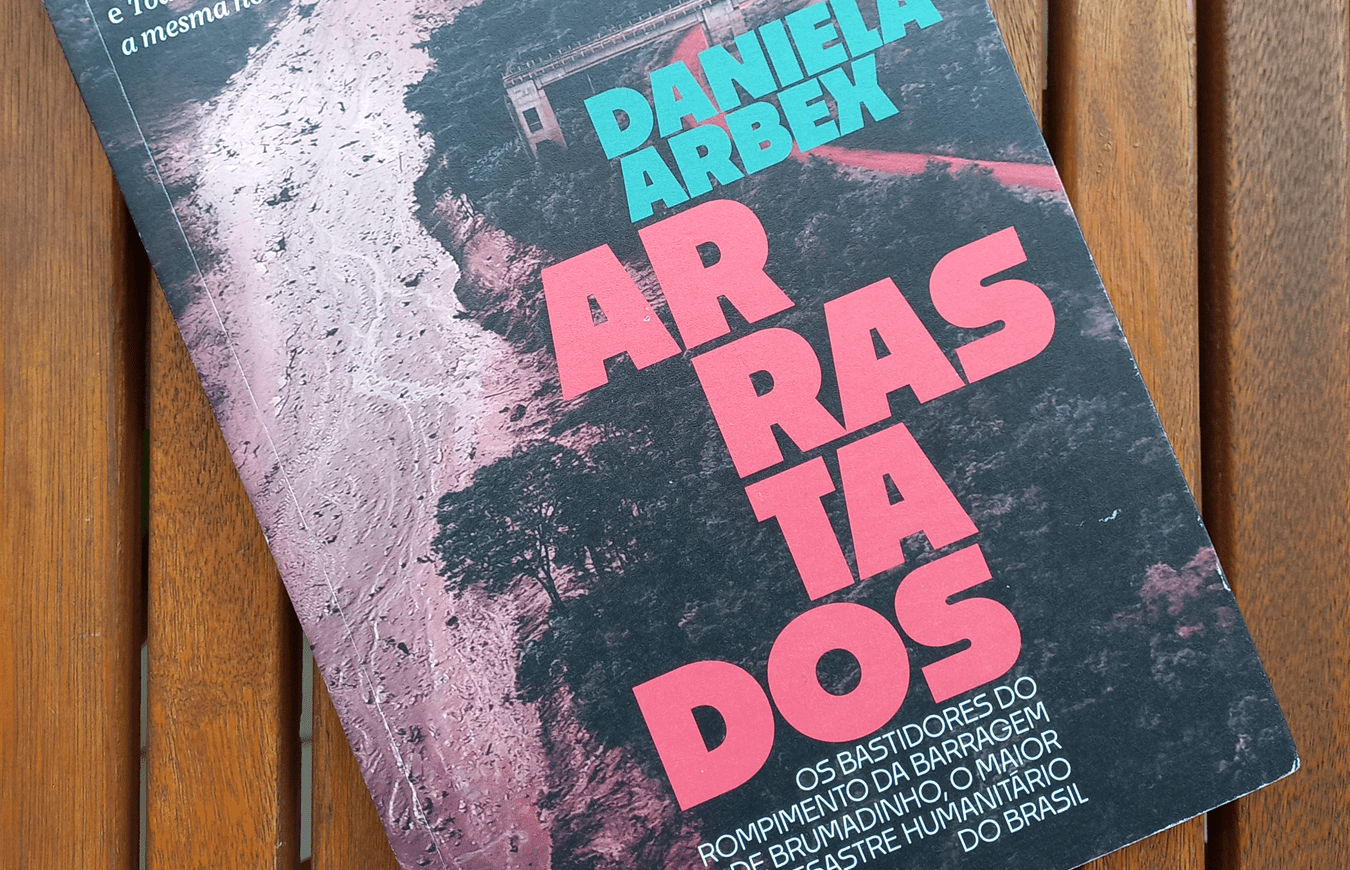 e To
a mesma
DANIELA
ARBEX
AR
RAS
TA
DOS
OS BASTIDORES DO
ROMPIMENTO DA BARRAGEM
DE BRUMADINHO, O MAIOR
DESASTRE HUMANITÁRIO
DO BRASIL